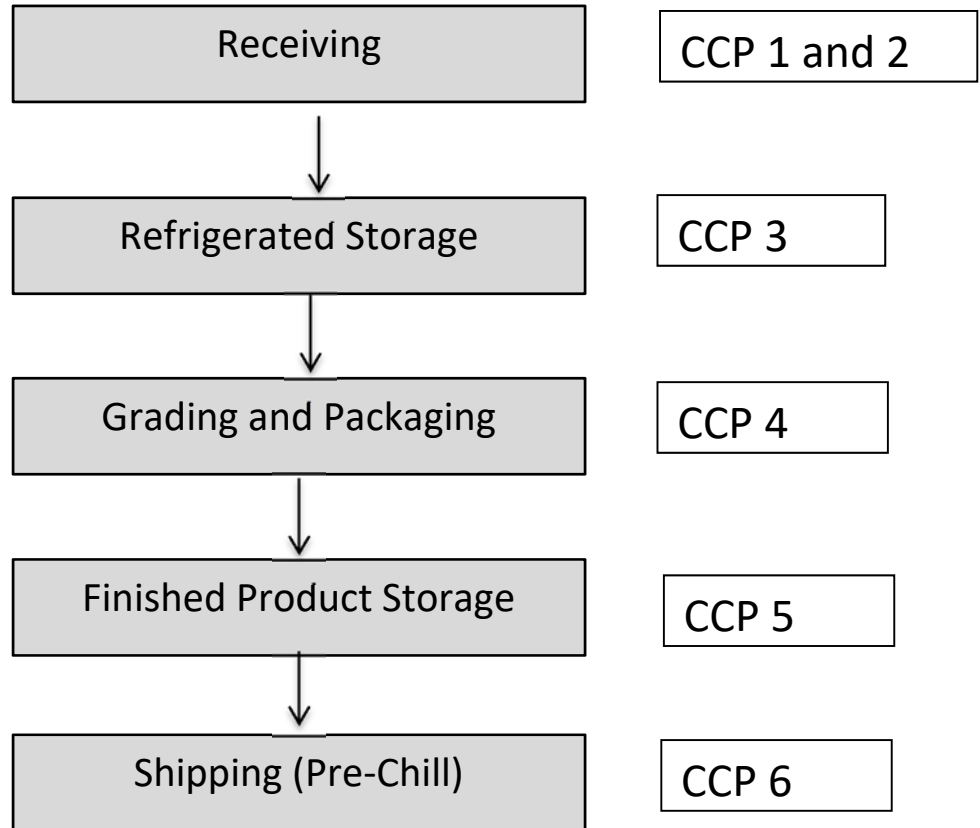 Receiving
CCP 1 and 2
Refrigerated Storage
CCP 3
Grading and Packaging
CCP 4
Finished Product Storage
CCP 5
Shipping (Pre-Chill)
CCP 6